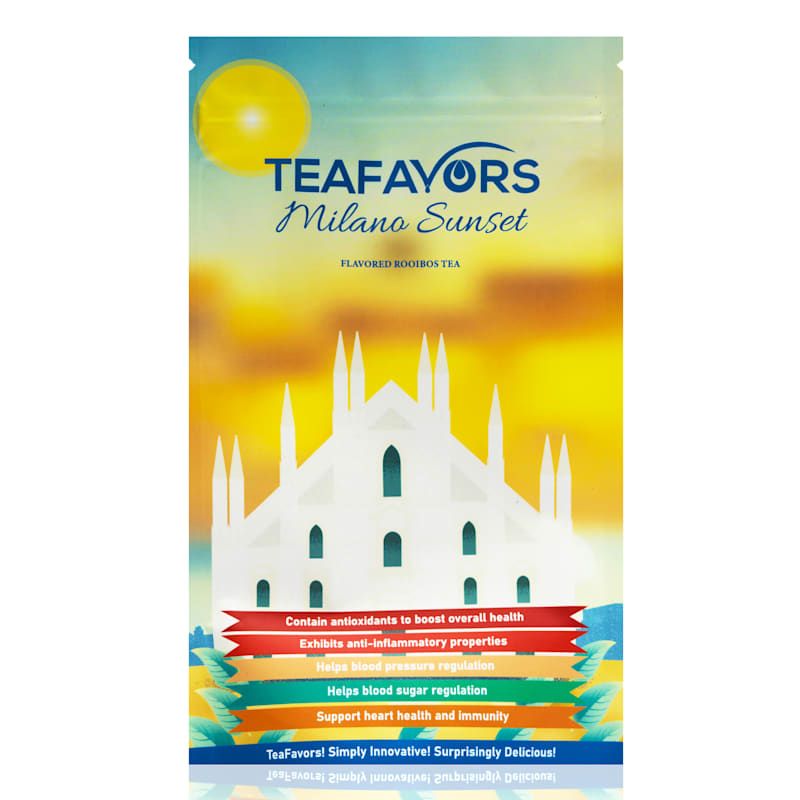 TEAFAVORS
Milano Sunset
FLAVORED ROOIBOS TEA
Contain antioxidants to boost overall health
Exhibits anti-inflammatory properties
Helps blood pressure regulation
Helps blood sugar regulation
Support heart health and immunity
TeaFavors! Simply Innovative! Surprisingly Delicious!